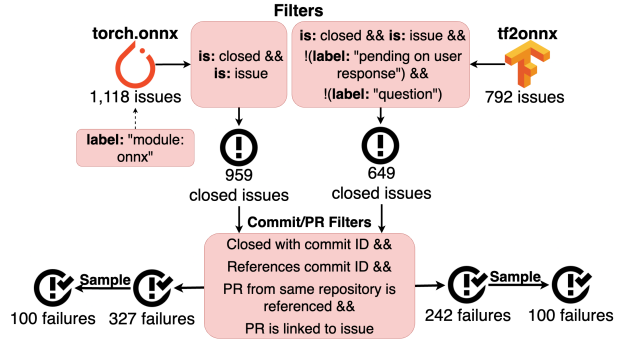 Filters
torch.onnx
is: closed &&
is: issue
1,118 issues
label: "module:
onnx"
is: closed && is: issue &&
!(label: "pending on user
response") &&
!(label: "question")
tf2onnx
792 issues
959
closed issues
649
closed issues
Commit/PR Filters
Closed with commit ID &&
References commit ID &&
PR from same repository is
referenced &&
PR is linked to issue
Sample
100 failures
327 failures
242 failures
Sample
100 failures